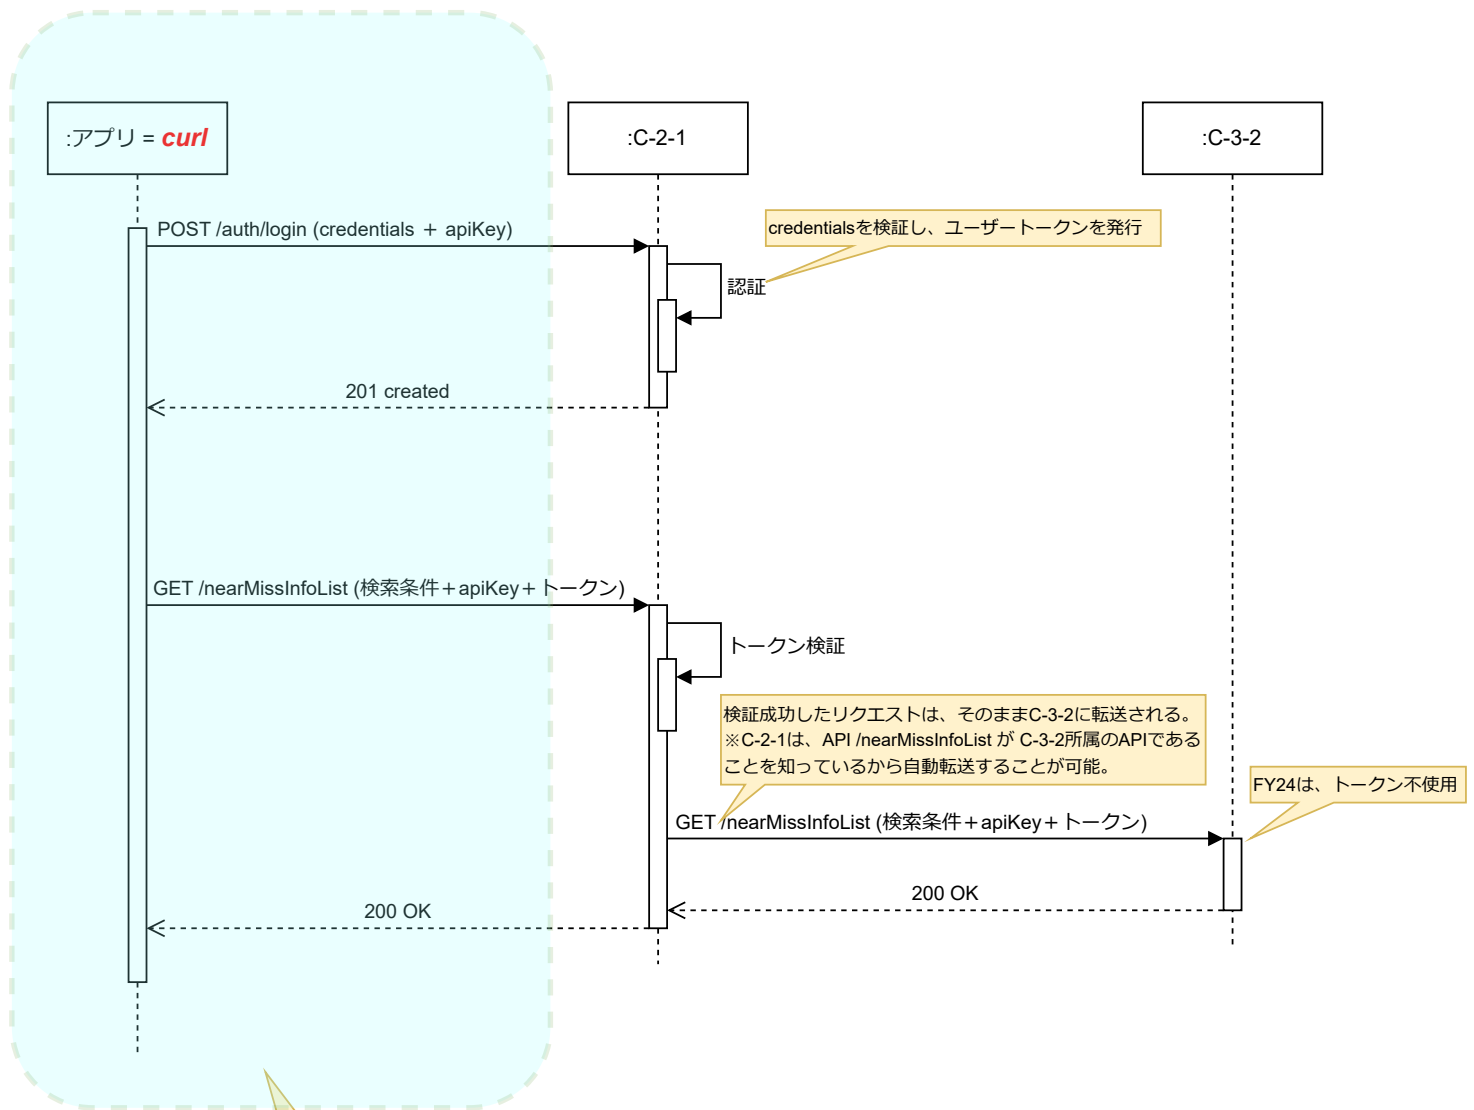 :アプリ = curl
:C-2-1
:C-3-2
POST /auth/login (credentials ＋ apiKey)
credentialsを検証し、ユーザートークンを発行
認証
201 created
GET /nearMissInfoList (検索条件＋apiKey＋トークン)
トークン検証
検証成功したリクエストは、そのままC-3-2に転送される。
※C-2-1は、API /nearMissInfoList が C-3-2所属のAPIである
ことを知っているから自動転送することが可能。
FY24は、トークン不使用
GET /nearMissInfoList (検索条件＋apiKey＋トークン)
200 OK
200 OK